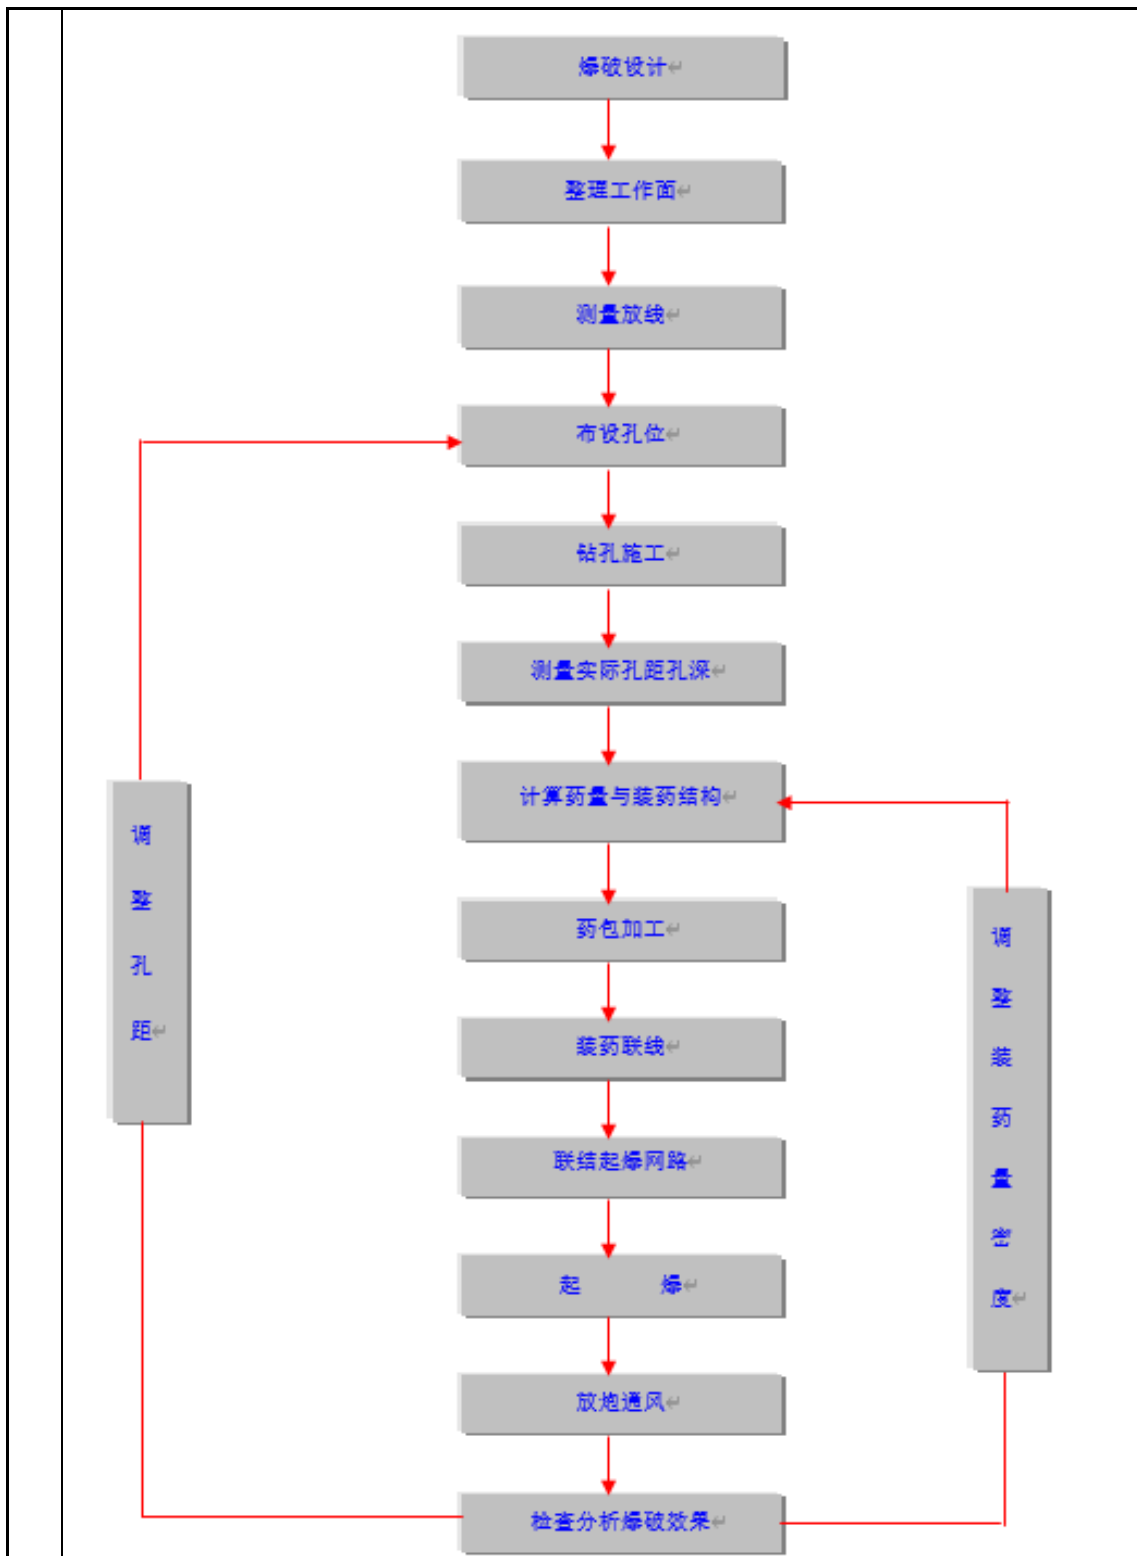 爆破设计
整理工作面
测量放线
布设孔位
钻孔施工
测量实际孔距孔深
计算药量与装药结构
药包加工
装药联线
联结起爆网路
起 爆
放炮通风
检查分析爆破效果
调
整
孔
距
调
整
装
药
量
密
度